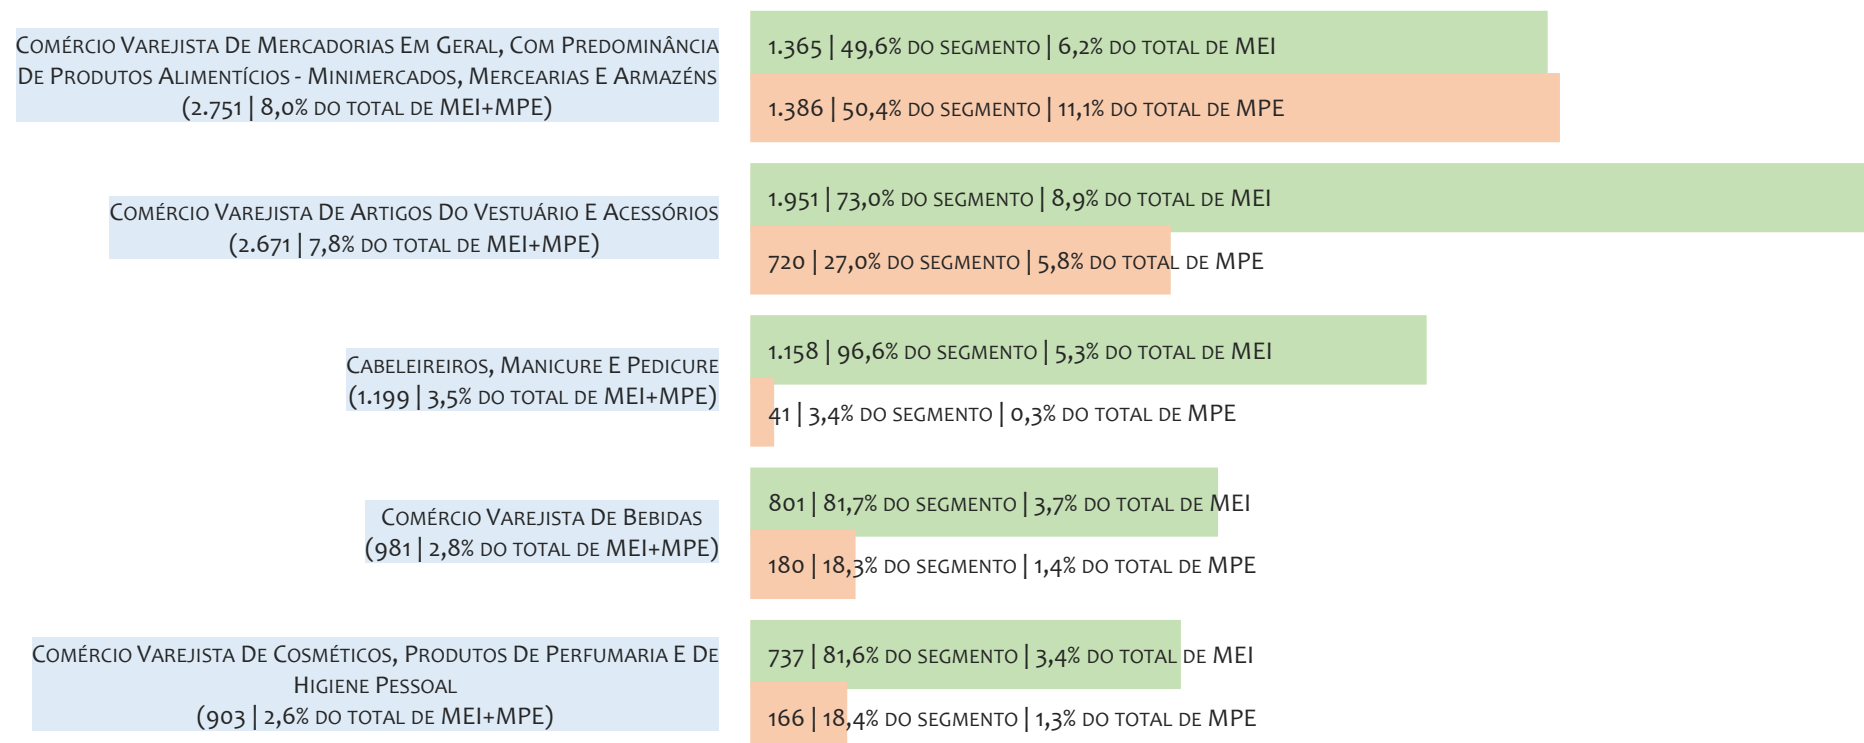 Comércio Varejista De Mercadorias Em Geral, Com Predominância
De Produtos Alimentícios - Minimercados, Mercearias E Armazéns
(2.751 | 8,0% do total de MEI+MPE)
1.365 | 49,6% do segmento | 6,2% do total de MEI
1.386 | 50,4% do segmento | 11,1% do total de MPE
Comércio Varejista De Artigos Do Vestuário E Acessórios
(2.671 | 7,8% do total de MEI+MPE)
1.951 | 73,0% do segmento | 8,9% do total de MEI
720 | 27,0% do segmento | 5,8% do total de MPE
Cabeleireiros, Manicure E Pedicure
(1.199 | 3,5% do total de MEI+MPE)
1.158 | 96,6% do segmento | 5,3% do total de MEI
41 | 3,4% do segmento | 0,3% do total de MPE
Comércio Varejista De Bebidas
(981 | 2,8% do total de MEI+MPE)
801 | 81,7% do segmento | 3,7% do total de MEI
180 | 18,3% do segmento | 1,4% do total de MPE
Comércio Varejista De Cosméticos, Produtos De Perfumaria E De
Higiene Pessoal
(903 | 2,6% do total de MEI+MPE)
737 | 81,6% do segmento | 3,4% do total de MEI
166 | 18,4% do segmento | 1,3% do total de MPE